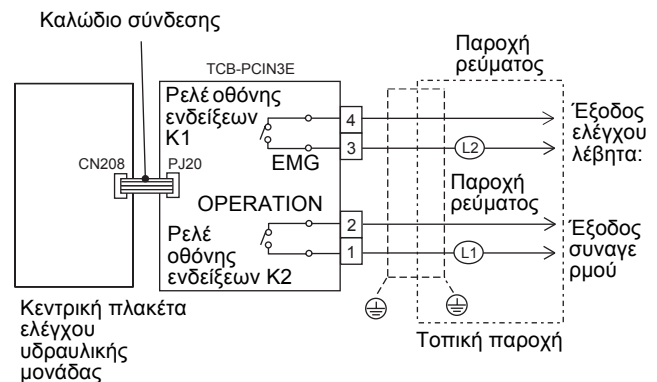 Καλώδιο σύνδεσης
TCB-PCIN3E
Παροχή
ρεύματος
Ρελέ οθόνης
ενδείξεων
K1
4
3
EMG
L2
Έξοδος
ελέγχου
λέβητα:
CN208
PJ20
OPERATION
Παροχή
ρεύματος
Ρελέ
οθόνης
ενδείξεων K2
2
1
L1
Έξοδος
συναγε
ρμού
Κεντρική πλακέτα
ελέγχου
υδραυλικής
μονάδας
Τοπική παροχή